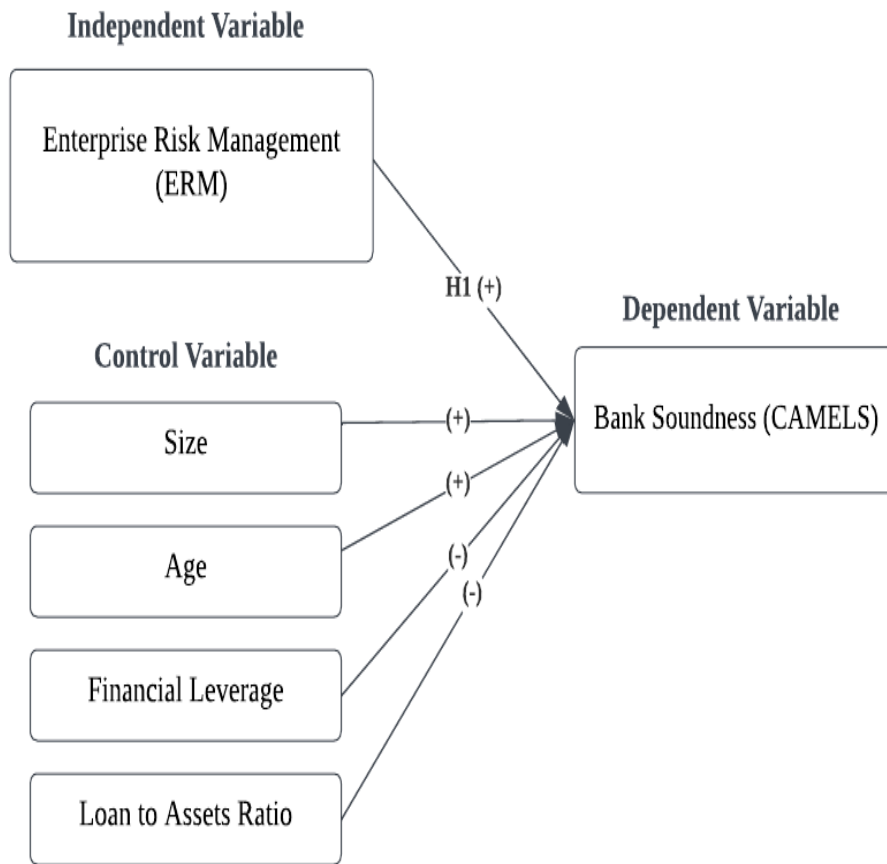 Independent Variable
Enterprise Risk Management
(ERM)
H1 (+)
Dependent Variable
Bank Soundness (CAMELS)
Control Variable
Size
(+)
Age
(+)
Financial Leverage
(-)
Loan to Assets Ratio
(-)